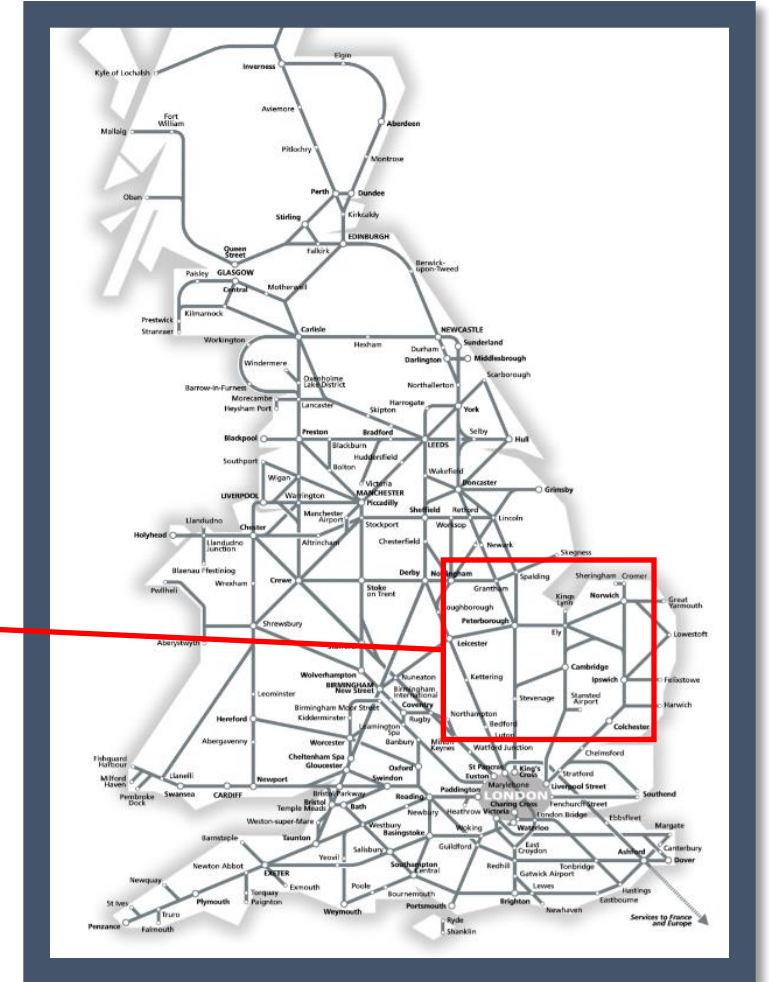 Elgin
Inverness
Kyle of Lochalsh
Aviemore
Fort
William
Mallaig
Aberdeen
Pitlochry
Montrose
Perth
Dundee
Oban
Stirling
Kirkcaldy
EDINBURGH
Queen
Street
Falkirk
Berwick-
upon-Tweed
Paisley
GLASGOW
Central
Motherwell
Prestwick
Kilmarnock
Stranraer
Carlisle
NEWCASTLE
Workington
Hexham
Durham
Sunderland
Darlington
Middlesbrough
Windermere
Scarborough
Oxenholme
Lake District
Northallerton
Barrow-in-Furness
Morecambe
Heysham Port
Lancaster
Harrogate
York
Skipton
Blackpool
Preston
Bradford
Selby
Hull
Blackburn
LEEDS
Huddersfield
Southport
Bolton
Wakefield
Wigan
Victoria
Doncaster
LIVERPOOL
Warrington
MANCHESTER
Piccadilly
Grimsby
Manchester
Airport
Sheffield
Retford
Llandudno
Stockport
Worksop
Lincoln
Holyhead
Chester
Llandudno
Junction
Altrincham
Chesterfield
Newark
Skegness
Blaenau Ffestiniog
Derby
Nottingham
Spalding
Sheringham
Cromer
Pwllheli
Wrexham
Crewe
Stoke
on Trent
Grantham
Kings
Lynn
Norwich
Great
Yarmouth
oughborough
Peterborough
Shrewsbury
Ely
Lowestoft
Aberystwyth
Leicester
Wolverhampton
Nuneaton
Kettering
Cambridge
BIRMINGHAM
New Street
Birmingham
International
Ipswich
Felixstowe
Leominster
Coventry
Stevenage
Stansted
Airport
Birmingham Moor Street
Kidderminster
Rugby
Northampton
Harwich
Hereford
Leamington
Spa
Bedford
Colchester
Abergavenny
Worcester
Banbury
Milton
Keynes
Luton
Watford Junction
Chelmsford
Fishguard
Harbour
Cheltenham Spa
Gloucester
Oxford
St Pancras
Euston
King's
Cross
Stratford
Milford
Haven
Llanelli
Newport
Swindon
Marylebone
Liverpool Street
Pembroke
Dock
Swansea
CARDIFF
Bristol Parkway
Reading
Paddington
LONDON
Southend
Bristol
Temple Meads
Bath
Newbury
Heathrow
Victoria
Charing Cross
Fenchurch Street
London Bridge
Ebbsfleet
Weston-super-Mare
Westbury
Basingstoke
Woking
Waterloo
Margate
Barnstaple
Taunton
Salisbury
Guildford
East
Croydon
Canterbury
Newton Abbot
Yeovil
Southampton
Central
Redhill
Tonbridge
Ashford
Dover
Newquay
EXETER
Exmouth
Poole
Gatwick Airport
St Ives
Plymouth
Torquay
Paignton
Bournemouth
Lewes
Hastings
Eastbourne
Truro
Weymouth
Portsmouth
Brighton
Newhaven
Penzance
Falmouth
Ryde
Shanklin
Services to France
and Europe